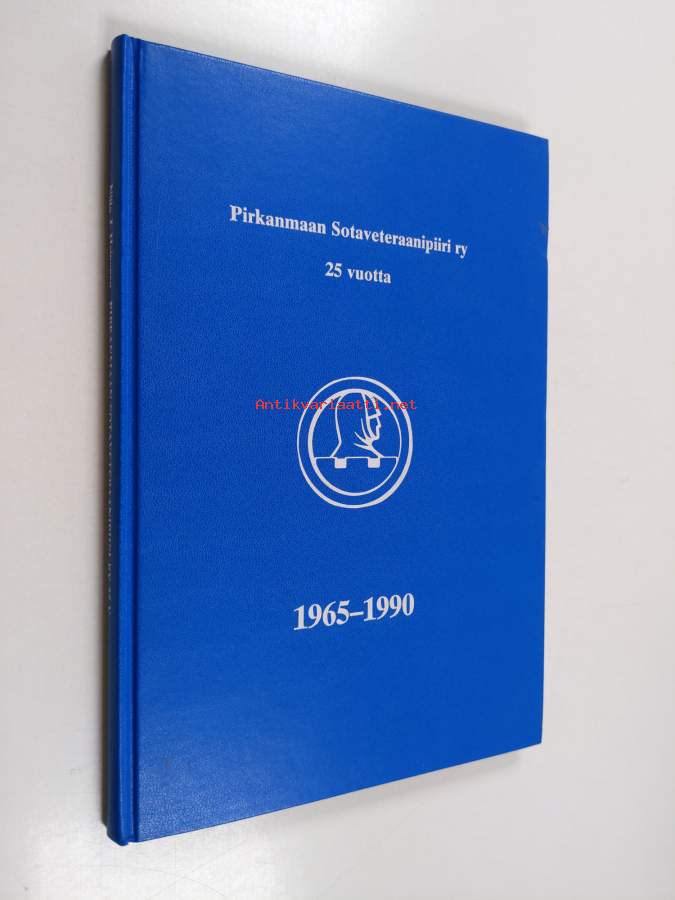 Pirkanmaan Sotaveteraanipiiri ry
25 vuotta
Antikvariaatti.net
1965–1990